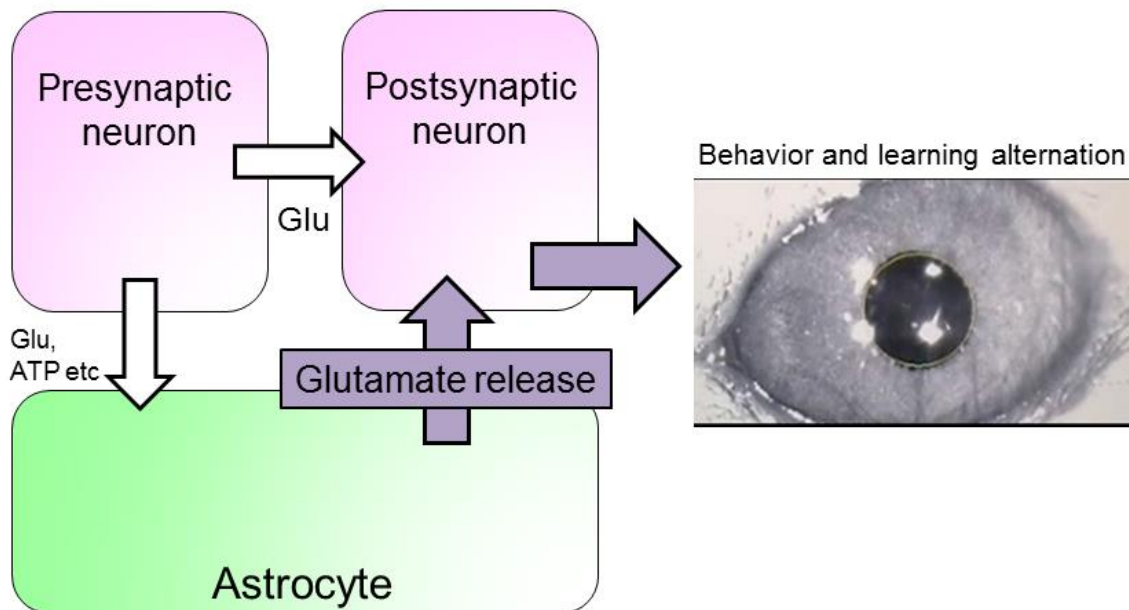 Presynaptic
neuron
Postsynaptic
neuron
Glu
Behavior and learning alternation
Glu,
ATP etc
Glutamate release
Astrocyte